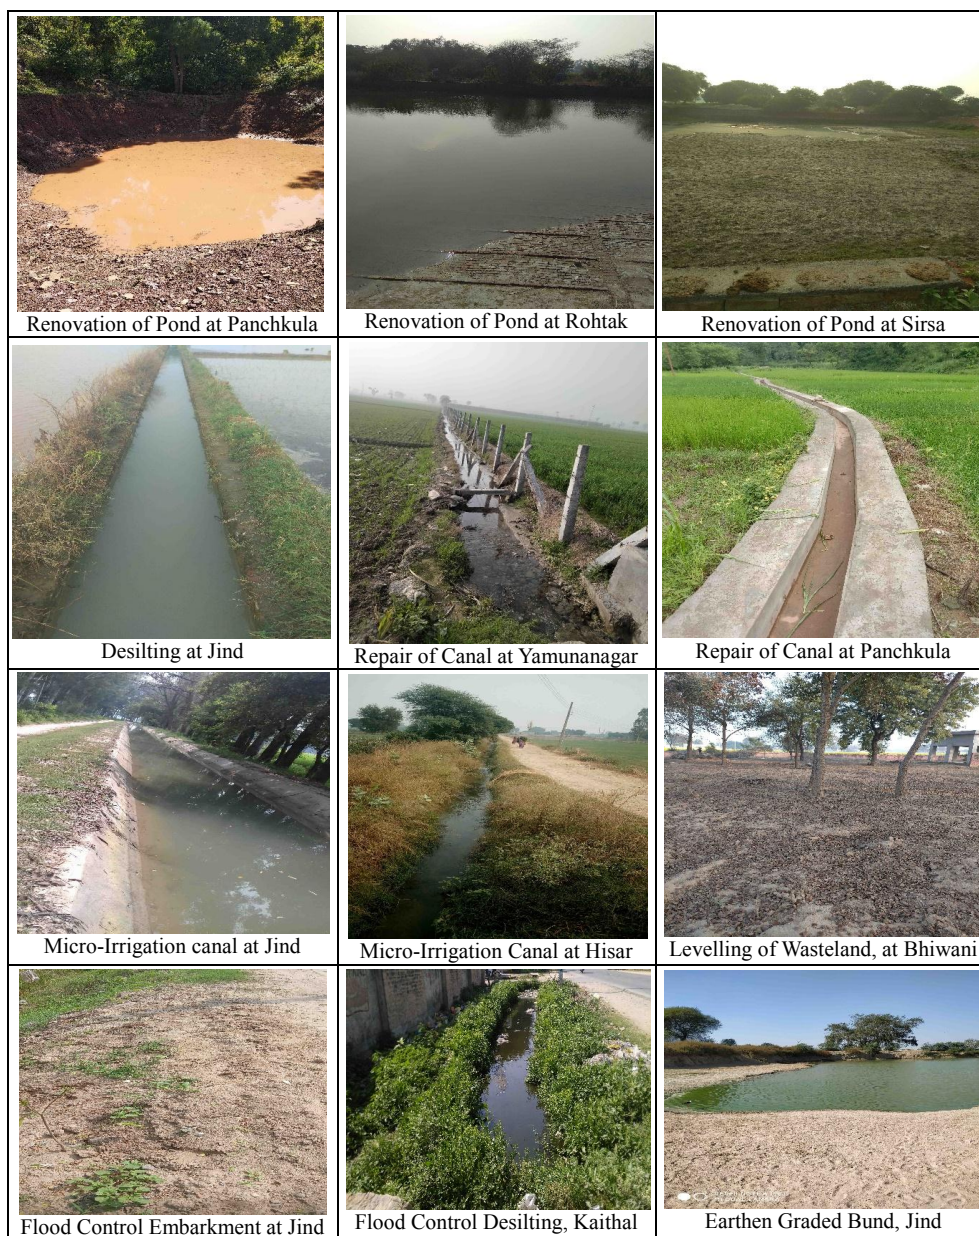 Renovation of Pond at Panchkula
Renovation of Pond at Rohtak
Renovation of Pond at Sirsa
Desilting at Jind
Repair of Canal at Yamunanagar
Repair of Canal at Panchkula
Micro-Irrigation canal at Jind
Micro-Irrigation Canal at Hisar
Levelling of Wasteland, at Bhiwani
Flood Control Embarkment at Jind
Flood Control Desilting, Kaithal
Earthen Graded Bund, Jind